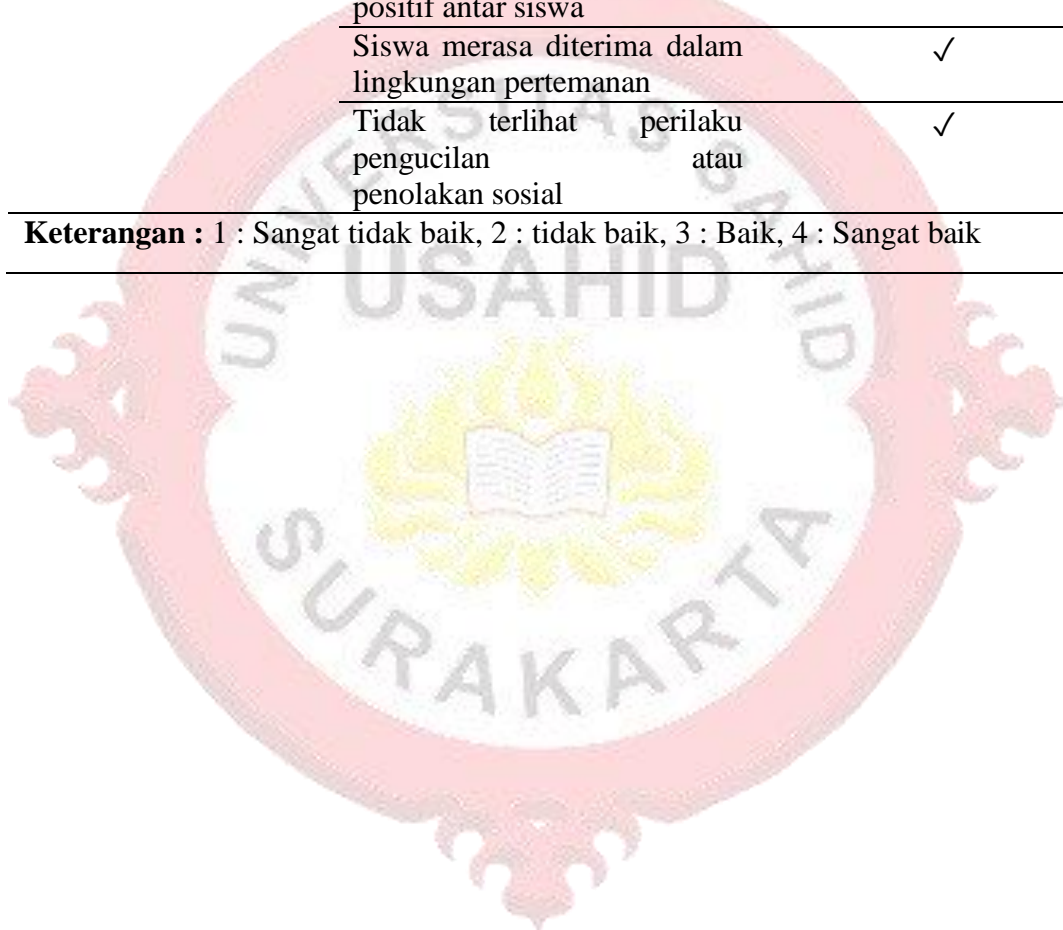 positif antar siswa
Siswa merasa diterima dalam ✓
lingkungan pertemanan
Tidak terlihat perilaku ✓
pengucilan atau
penolakan sosial
Keterangan : 1 : Sangat tidak baik, 2 : tidak baik, 3 : Baik, 4 : Sangat baik
UNIVERSITAS SAHID
USAHID
SURAKARTA